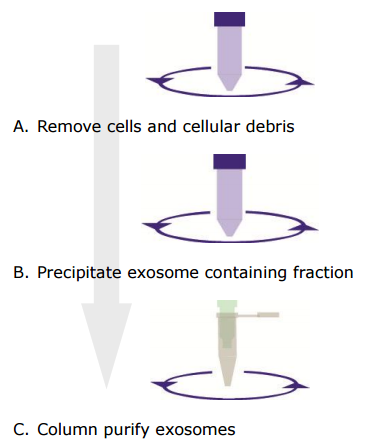 A. Remove cells and cellular debris
B. Precipitate exosome containing fraction
C. Column purify exosomes